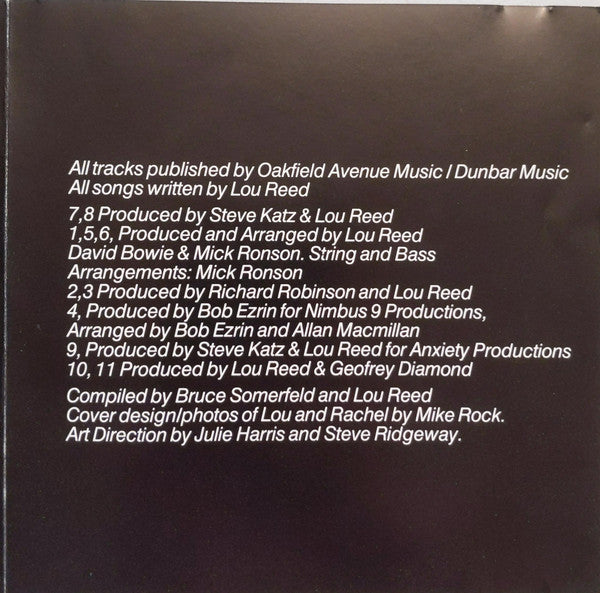 All tracks published by Oakfield Avenue Music / Dunbar Music
All songs written by Lou Reed
7,8 Produced by Steve Katz & Lou Reed
1,5,6, Produced and Arranged by Lou Reed
David Bowie & Mick Ronson. String and Bass
Arrangements: Mick Ronson
2,3 Produced by Richard Robinson and Lou Reed
4, Produced by Bob Ezrin for Nimbus 9 Productions,
Arranged by Bob Ezrin and Allan Macmillan
9, Produced by Steve Katz & Lou Reed for Anxiety Productions
10, 11 Produced by Lou Reed & Geofrey Diamond
Compiled by Bruce Somerfeld and Lou Reed
Cover design/photos of Lou and Rachel by Mike Rock.
Art Direction by Julie Harris and Steve Ridgeway.